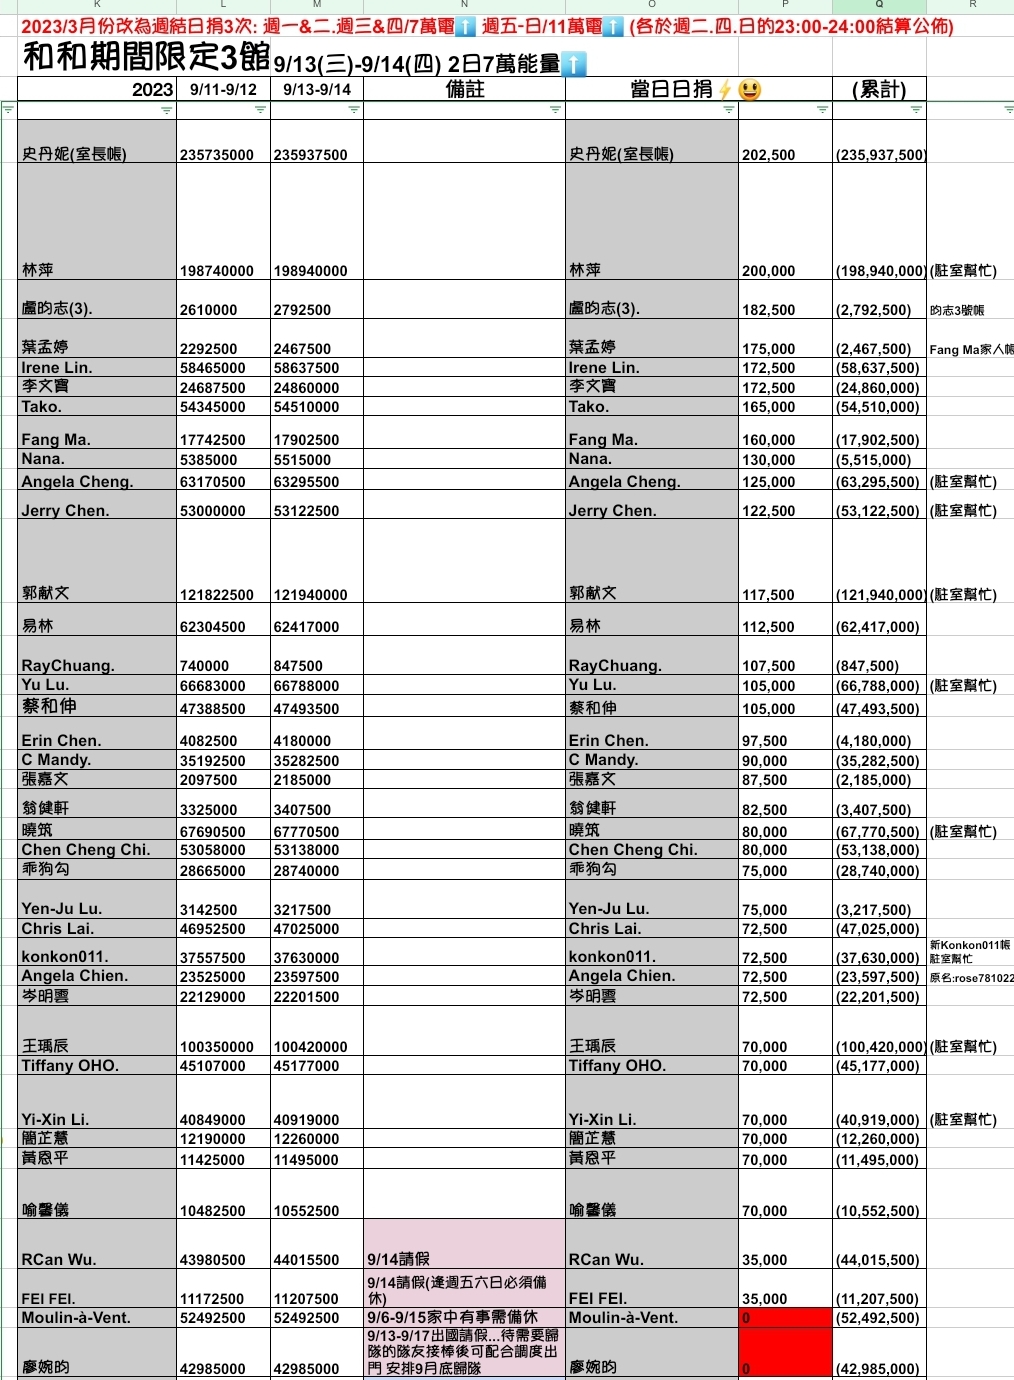 K L M N O P Q R
2023/3月份改為週結日捐3次: 週一&二.週三&四/7萬電⬆️ 週五-日/11萬電⬆️ (各於週二.四.日的23:00-24:00結算公佈)
和和期間限定3館 9/13(三)-9/14(四) 2日7萬能量⬆️
2023 9/11-9/12 9/13-9/14 備註 當日日捐⚡😃 (累計)
史丹妮(室長帳) 235735000 235937500 史丹妮(室長帳) 202,500 (235,937,500)
林萍 198740000 198940000 林萍 200,000 (198,940,000) (駐室幫忙)
盧昀志(3). 2610000 2792500 盧昀志(3). 182,500 (2,792,500) 昀志3號帳
葉孟婷 2292500 2467500 葉孟婷 175,000 (2,467,500) Fang Ma家人帳
Irene Lin. 58465000 58637500 Irene Lin. 172,500 (58,637,500)
李文寶 24687500 24860000 李文寶 172,500 (24,860,000)
Tako. 54345000 54510000 Tako. 165,000 (54,510,000)
Fang Ma. 17742500 17902500 Fang Ma. 160,000 (17,902,500)
Nana. 5385000 5515000 Nana. 130,000 (5,515,000)
Angela Cheng. 63170500 63295500 Angela Cheng. 125,000 (63,295,500) (駐室幫忙)
Jerry Chen. 53000000 53122500 Jerry Chen. 122,500 (53,122,500) (駐室幫忙)
郭献文 121822500 121940000 郭献文 117,500 (121,940,000) (駐室幫忙)
易林 62304500 62417000 易林 112,500 (62,417,000)
RayChuang. 740000 847500 RayChuang. 107,500 (847,500)
Yu Lu. 66683000 66788000 Yu Lu. 105,000 (66,788,000) (駐室幫忙)
蔡和伸 47388500 47493500 蔡和伸 105,000 (47,493,500)
Erin Chen. 4082500 4180000 Erin Chen. 97,500 (4,180,000)
C Mandy. 35192500 35282500 C Mandy. 90,000 (35,282,500)
張嘉文 2097500 2185000 張嘉文 87,500 (2,185,000)
翁健軒 3325000 3407500 翁健軒 82,500 (3,407,500)
曉筑 67690500 67770500 曉筑 80,000 (67,770,500) (駐室幫忙)
Chen Cheng Chi. 53058000 53138000 Chen Cheng Chi. 80,000 (53,138,000)
乖狗勾 28665000 28740000 乖狗勾 75,000 (28,740,000)
Yen-Ju Lu. 3142500 3217500 Yen-Ju Lu. 75,000 (3,217,500)
Chris Lai. 46952500 47025000 Chris Lai. 72,500 (47,025,000)
新Konkon011帳
konkon011. 37557500 37630000 konkon011. 72,500 (37,630,000) 駐室幫忙
Angela Chien. 23525000 23597500 Angela Chien. 72,500 (23,597,500) 原名:rose781022
岑明雲 22129000 22201500 岑明雲 72,500 (22,201,500)
王瑀辰 100350000 100420000 王瑀辰 70,000 (100,420,000) (駐室幫忙)
Tiffany OHO. 45107000 45177000 Tiffany OHO. 70,000 (45,177,000)
Yi-Xin Li. 40849000 40919000 Yi-Xin Li. 70,000 (40,919,000) (駐室幫忙)
簡芷慧 12190000 12260000 簡芷慧 70,000 (12,260,000)
黃恩平 11425000 11495000 黃恩平 70,000 (11,495,000)
喻馨儀 10482500 10552500 喻馨儀 70,000 (10,552,500)
RCan Wu. 43980500 44015500 9/14請假 RCan Wu. 35,000 (44,015,500)
9/14請假(逢週五六日必須備
FEI FEI. 11172500 11207500 休) FEI FEI. 35,000 (11,207,500)
Moulin-à-Vent. 52492500 52492500 9/6-9/15家中有事需備休 Moulin-à-Vent. 0 (52,492,500)
9/13-9/17出國請假...待需要歸
隊的隊友接棒後可配合調度出
廖婉昀 42985000 42985000 門 安排9月底歸隊 廖婉昀 0 (42,985,000)